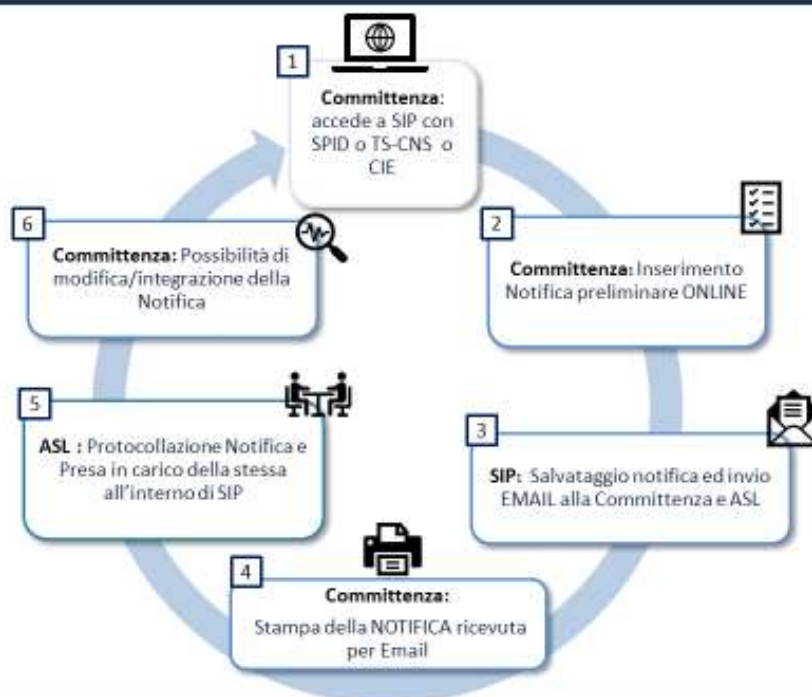 1
Committenza:
accede a SIP con
SPID o TS-CNS o
CIE
2
Committenza: Inserimento
Notifica preliminare ONLINE
3
SIP: Salvataggio notifica ed invio
EMAIL alla Committenza e ASL
4
Committenza:
Stampa della NOTIFICA ricevuta
per Email
5
ASL : Protocollazione Notifica e
Presa in carico della stessa
all'interno di SIP
6
Committenza: Possibilità di
modifica/integrazione della
Notifica